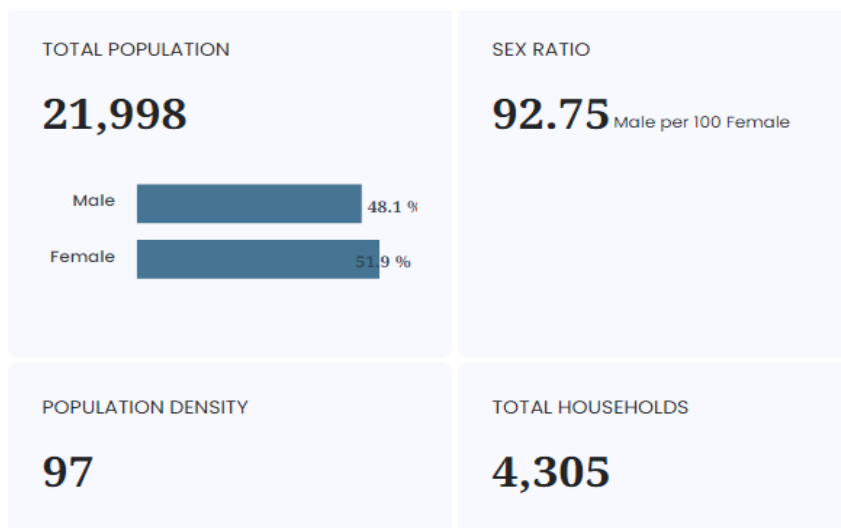 TOTAL POPULATION
21,998
Male 48.1 %
Female 51.9 %
SEX RATIO
92.75 Male per 100 Female
POPULATION DENSITY
97
TOTAL HOUSEHOLDS
4,305